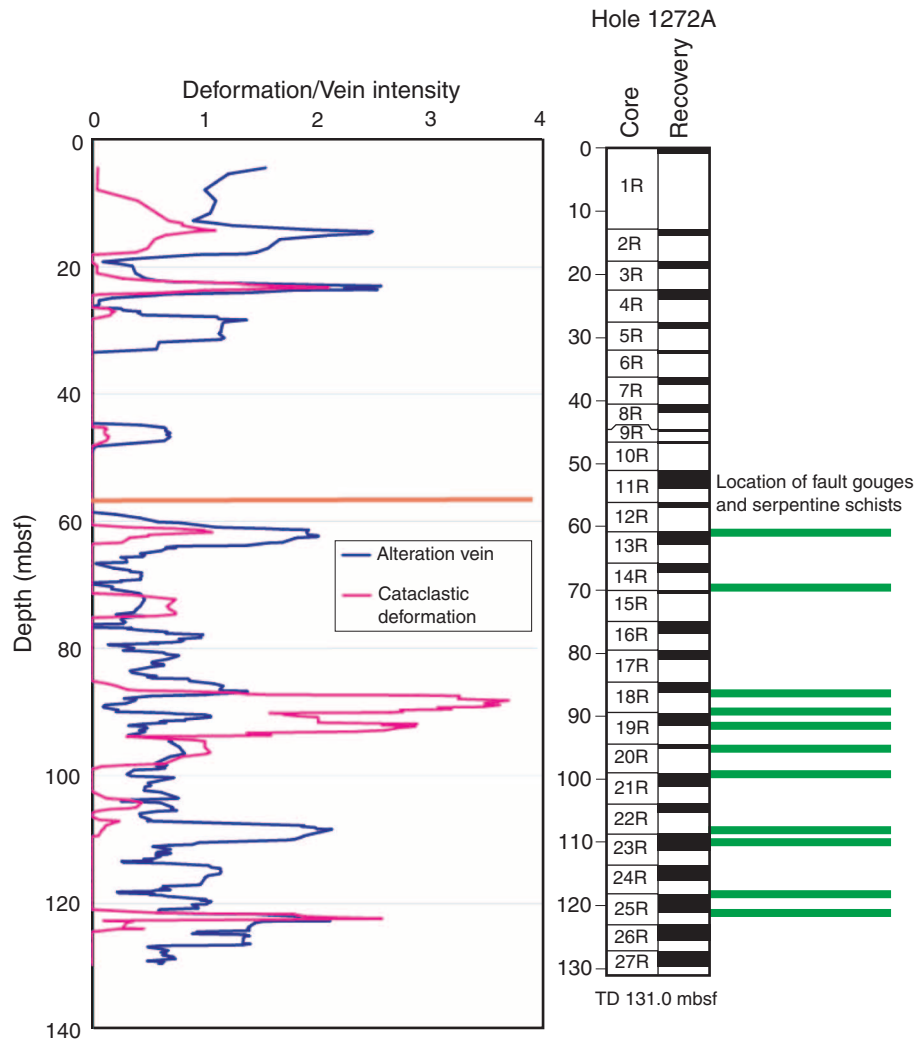 Hole 1272A
Deformation/Vein intensity
Core
Recovery
0
1
2
3
4
0
20
40
60
80
100
120
140
Depth (mbsf)
Alteration vein
Cataclastic
deformation
0
10
20
30
40
50
60
70
80
90
100
110
120
130
1R
2R
3R
4R
5R
6R
7R
8R
9R
10R
11R
12R
13R
14R
15R
16R
17R
18R
19R
20R
21R
22R
23R
24R
25R
26R
27R
Location of fault gouges
and serpentine schists
TD 131.0 mbsf